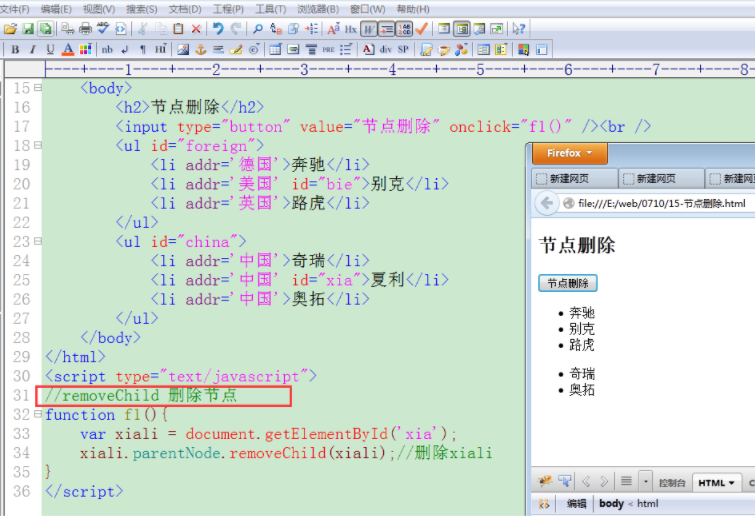 文件(F) 编辑(E) 视图(V) 搜索(S) 文档(D) 工程(P) 工具(T) 浏览器(B) 窗口(W) 帮助(H)
B I U A nb ¶ Hi PRE A div SP
----+----1----+----2----+----3----+----4----+----5----+----6----+----7----+----8
15 <body>
16 <h2>节点删除</h2>
17 <input type="button" value="节点删除" onclick="f1()" /><br />
18 <ul id="foreign">
19 <li addr='德国'>奔驰</li>
20 <li addr='美国' id="bie">别克</li>
21 <li addr='英国'>路虎</li>
22 </ul>
23 <ul id="china">
24 <li addr='中国'>奇瑞</li>
25 <li addr='中国' id="xia">夏利</li>
26 <li addr='中国'>奥拓</li>
27 </ul>
28 </body>
29 </html>
30 <script type="text/javascript">
31 //removeChild 删除节点
32 function f1(){
33 var xiali = document.getElementById('xia');
34 xiali.parentNode.removeChild(xiali);//删除xiali
35 }
36 </script>
Firefox
新建网页 新建网页 新建网页
file:///E:/web/0710/15-节点删除.html
节点删除
节点删除
• 奔驰
• 别克
• 路虎
• 奇瑞
• 奥拓
控制台 HTML
编辑 body < html